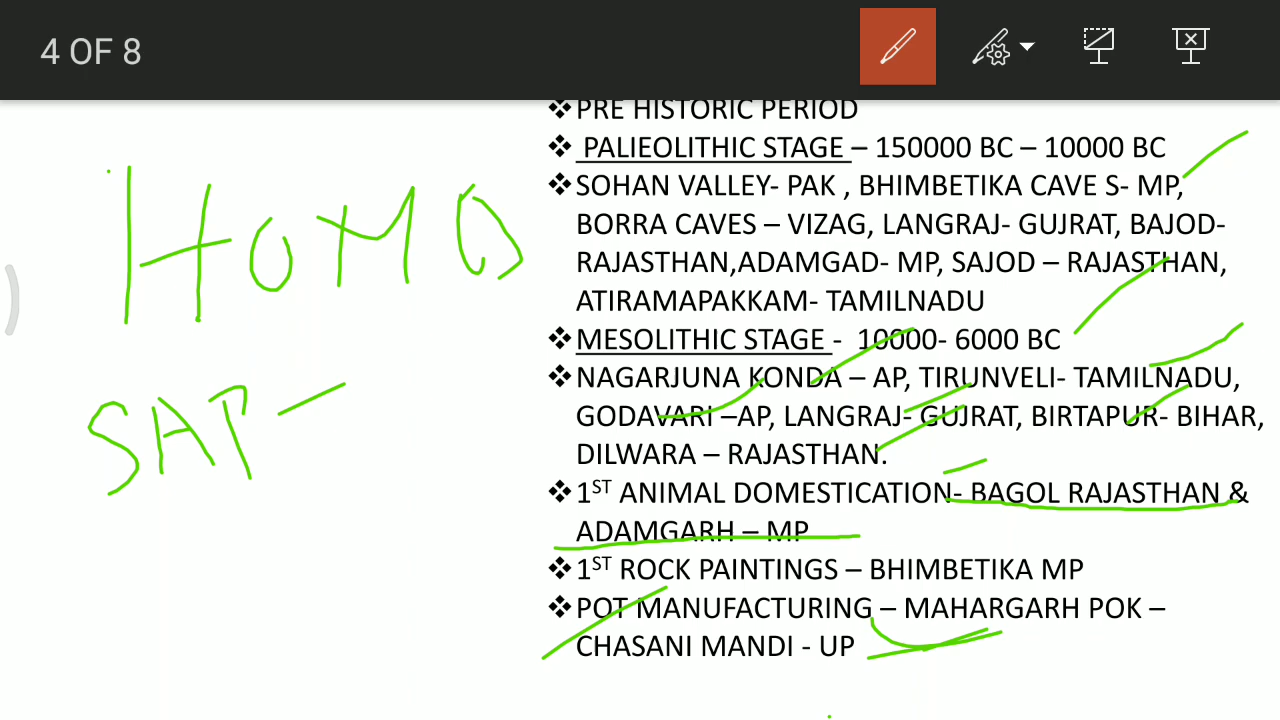 4 OF 8
❖PRE HISTORIC PERIOD
❖ PALIEOLITHIC STAGE – 150000 BC – 10000 BC
❖SOHAN VALLEY- PAK , BHIMBETIKA CAVE S- MP,
BORRA CAVES – VIZAG, LANGRAJ- GUJRAT, BAJOD-
RAJASTHAN,ADAMGAD- MP, SAJOD – RAJASTHAN,
ATIRAMAPAKKAM- TAMILNADU
❖MESOLITHIC STAGE - 10000- 6000 BC
❖NAGARJUNA KONDA – AP, TIRUNVELI- TAMILNADU,
GODAVARI –AP, LANGRAJ- GUJRAT, BIRTAPUR- BIHAR,
DILWARA – RAJASTHAN.
❖1ST ANIMAL DOMESTICATION- BAGOL RAJASTHAN &
ADAMGARH – MP
❖1ST ROCK PAINTINGS – BHIMBETIKA MP
❖POT MANUFACTURING – MAHARGARH POK –
CHASANI MANDI - UP
HOMO
SAP-